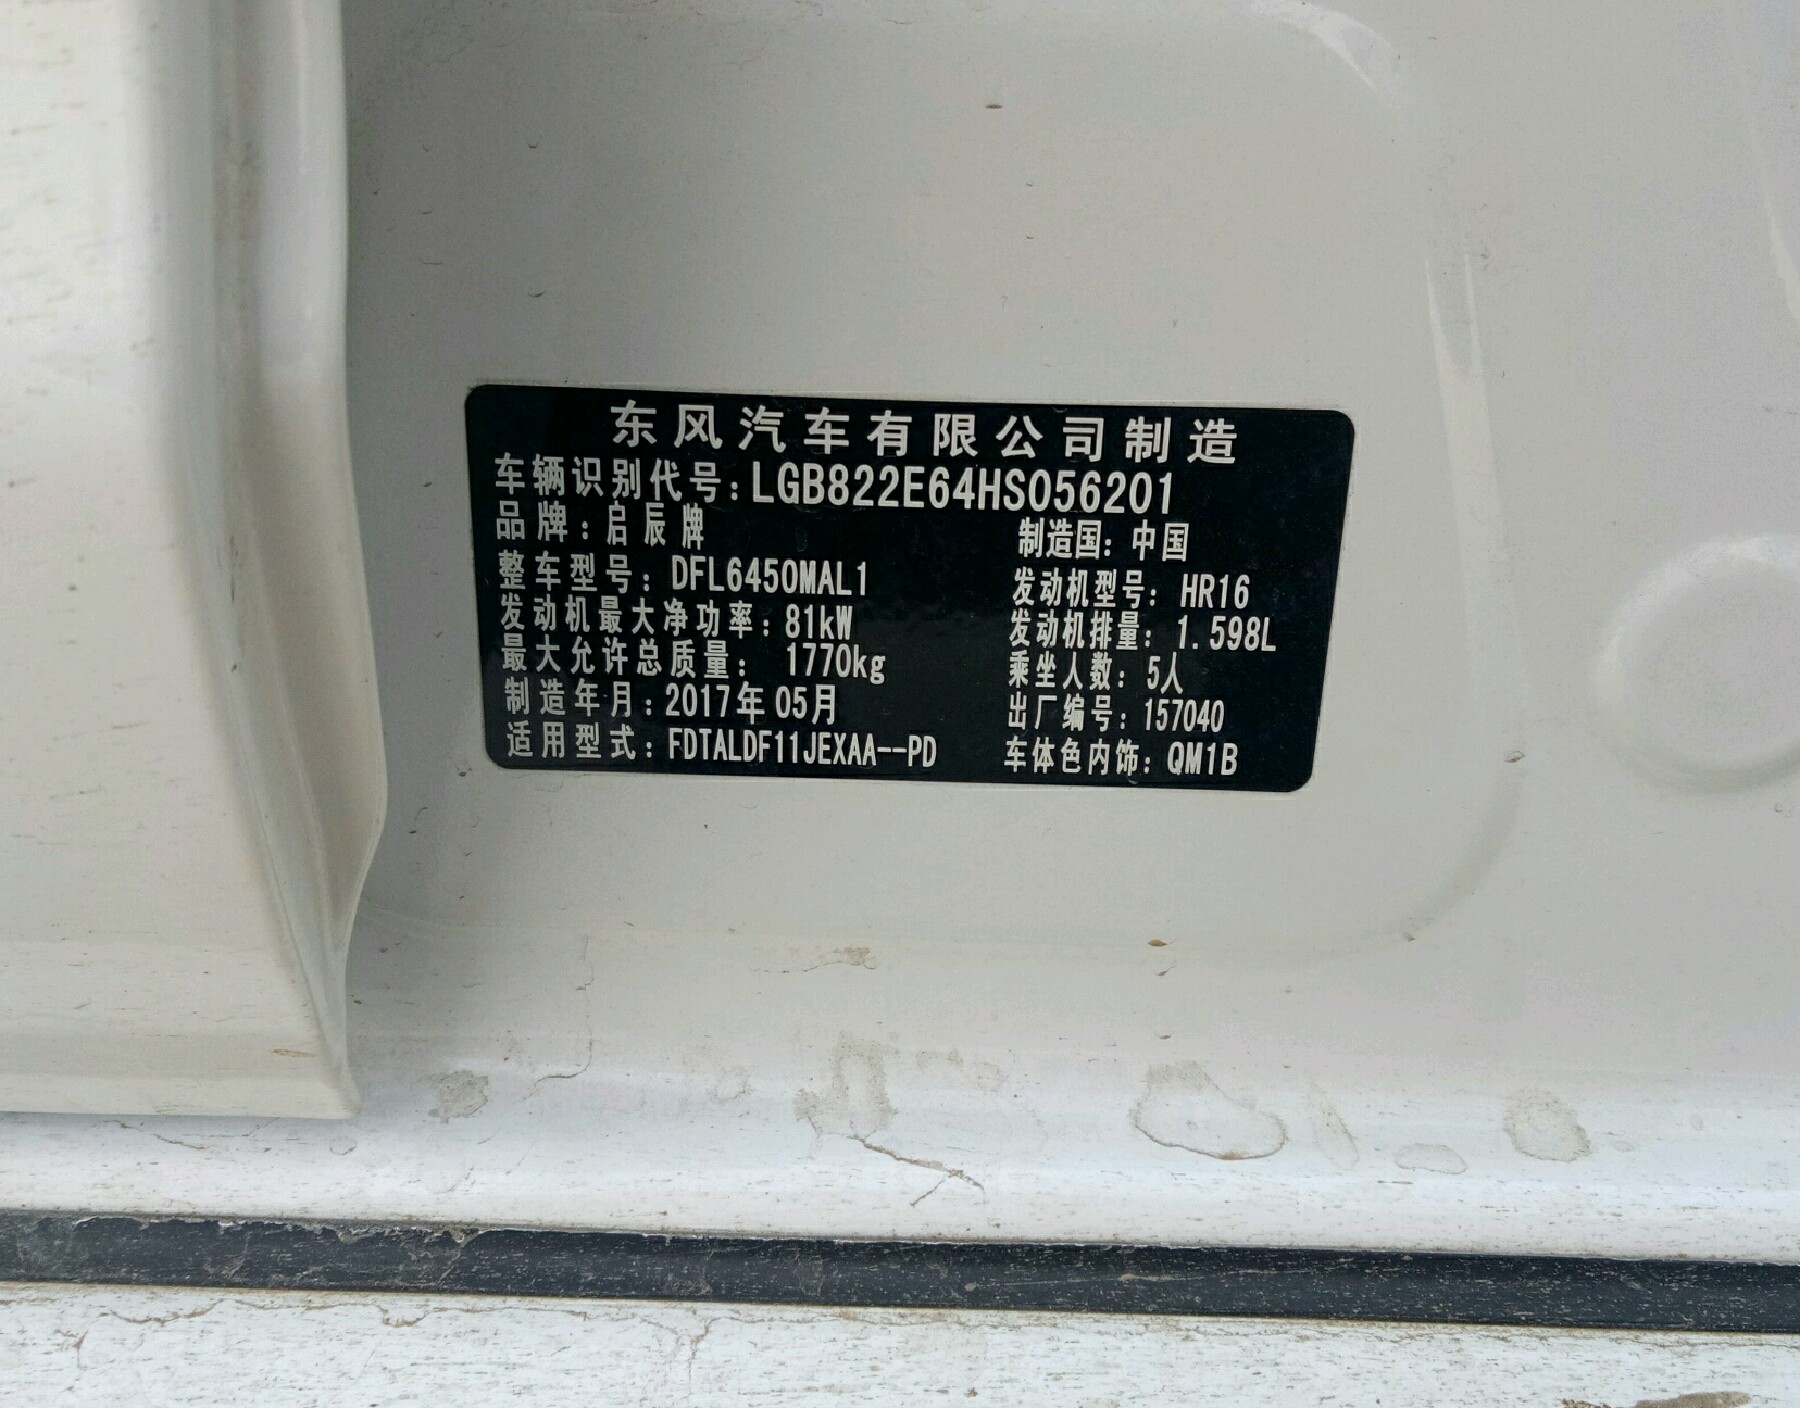 东风汽车有限公司制造
车辆识别代号:LGB822E64HS056201
品牌:启辰牌 制造国:中国
整车型号:DFL6450MAL1 发动机型号:HR16
发动机最大净功率:81kW 发动机排量:1.598L
最大允许总质量: 1770kg 乘坐人数:5人
制造年月:2017年05月 出厂编号:157040
适用型式:FDTALDF11JEXAA--PD 车体色内饰:QM1B